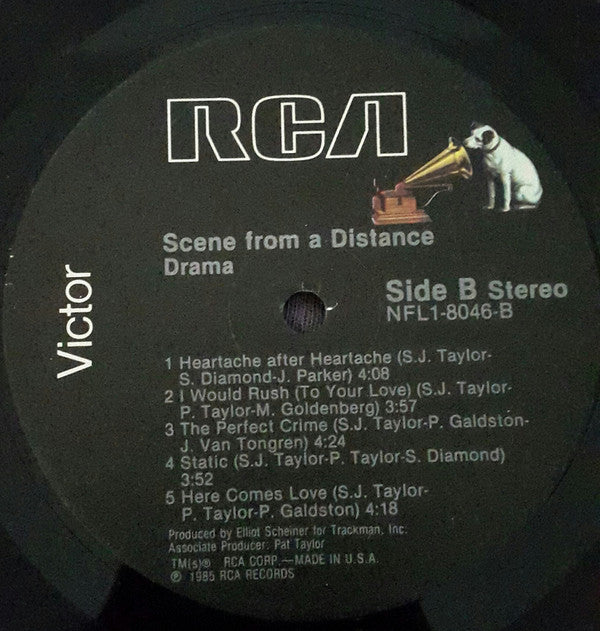 RCA
Scene from a Distance
Drama
Victor
Side B Stereo
NFL1-8046-B
1 Heartache after Heartache (S.J. Taylor-
S. Diamond-J. Parker) 4:08
2 I Would Rush (To Your Love) (S.J. Taylor-
P. Taylor-M. Goldenberg) 3:57
3 The Perfect Crime (S.J. Taylor-P. Galdston-
J. Van Tongren) 4:24
4 Static (S.J. Taylor-P. Taylor-S. Diamond)
3:52
5 Here Comes Love (S.J. Taylor-
P. Taylor-P. Galdston) 4:18
Produced by Elliot Scheiner for Trackman, Inc.
Associate Producer: Pat Taylor
TM(s)® RCA CORP.—MADE IN U.S.A.
℗ 1985 RCA RECORDS